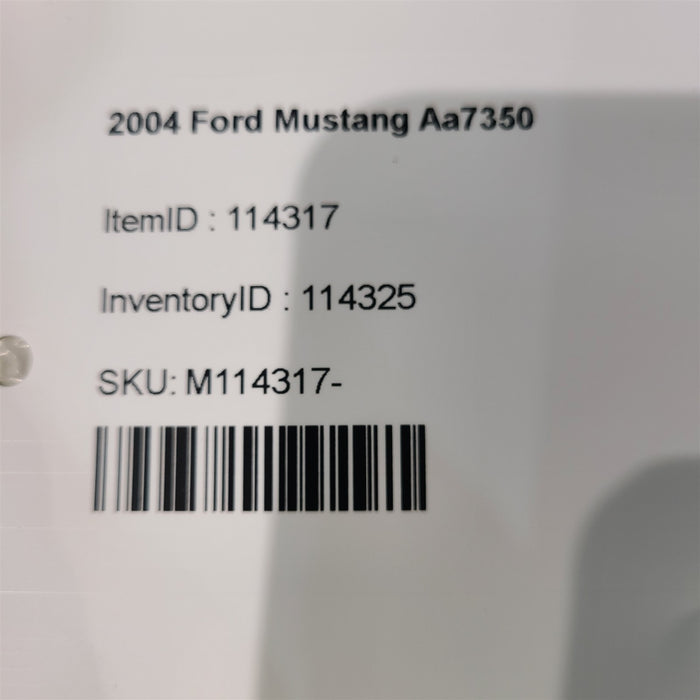 2004 Ford Mustang Aa7350
ItemID : 114317
InventoryID : 114325
SKU: M114317-